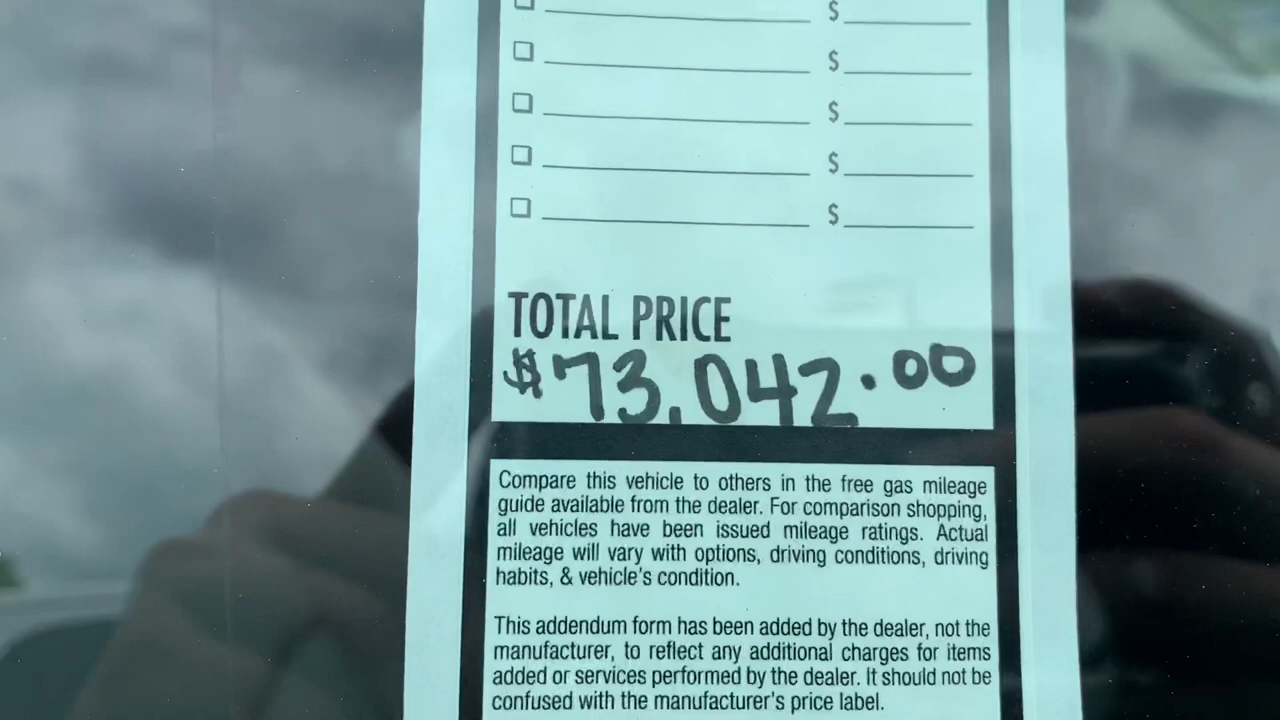 $
$
$
$
$
TOTAL PRICE
$73,042.00
Compare this vehicle to others in the free gas mileage
guide available from the dealer. For comparison shopping,
all vehicles have been issued mileage ratings. Actual
mileage will vary with options, driving conditions, driving
habits, & vehicle's condition.
This addendum form has been added by the dealer, not the
manufacturer, to reflect any additional charges for items
added or services performed by the dealer. It should not be
confused with the manufacturer's price label.